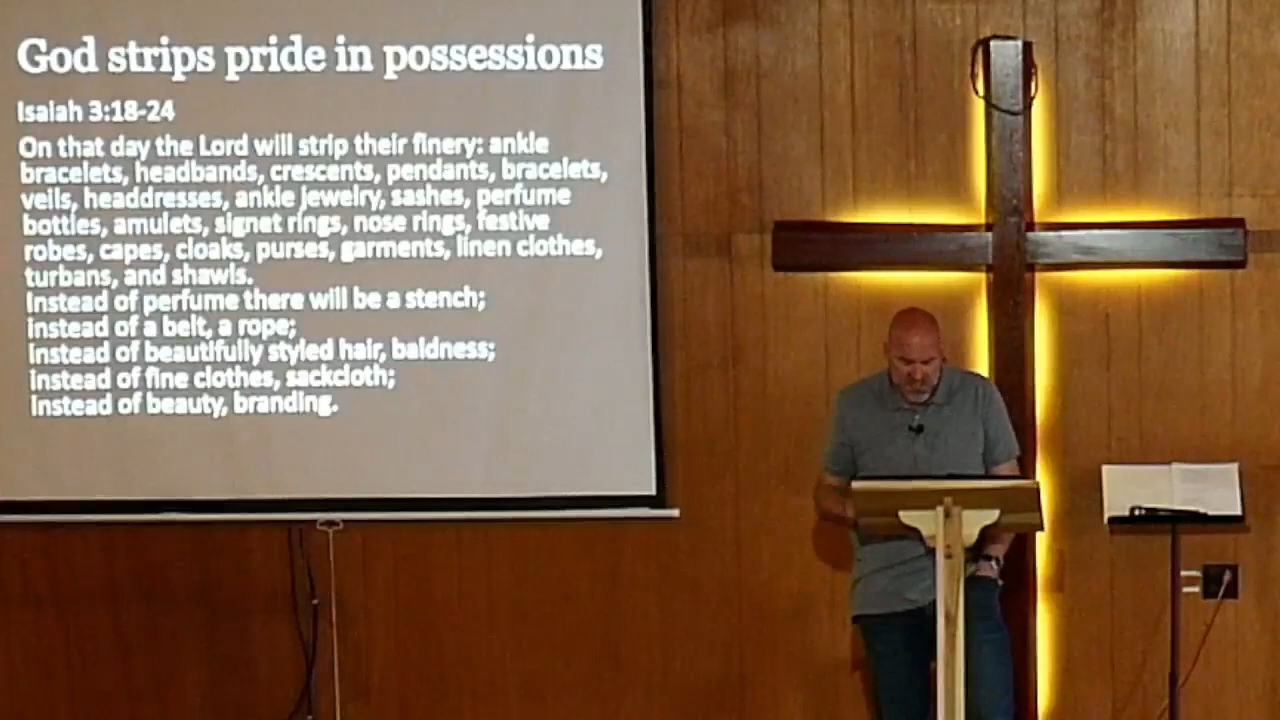 God strips pride in possessions
Isaiah 3:18-24
On that day the Lord will strip their finery: ankle
bracelets, headbands, crescents, pendants, bracelets,
veils, headdresses, ankle jewelry, sashes, perfume
bottles, amulets, signet rings, nose rings, festive
robes, capes, cloaks, purses, garments, linen clothes,
turbans, and shawls.
Instead of perfume there will be a stench;
instead of a belt, a rope;
instead of beautifully styled hair, baldness;
instead of fine clothes, sackcloth;
instead of beauty, branding.